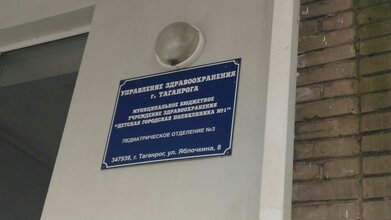 УПРАВЛЕНИЕ ЗДРАВООХРАНЕНИЯ
г. ТАГАНРОГА
МУНИЦИПАЛЬНОЕ БЮДЖЕТНОЕ
УЧРЕЖДЕНИЕ ЗДРАВООХРАНЕНИЯ
"ДЕТСКАЯ ГОРОДСКАЯ ПОЛИКЛИНИКА №1"
ПЕДИАТРИЧЕСКОЕ ОТДЕЛЕНИЕ №3
347939, г. Таганрог, ул. Яблочкина, 8